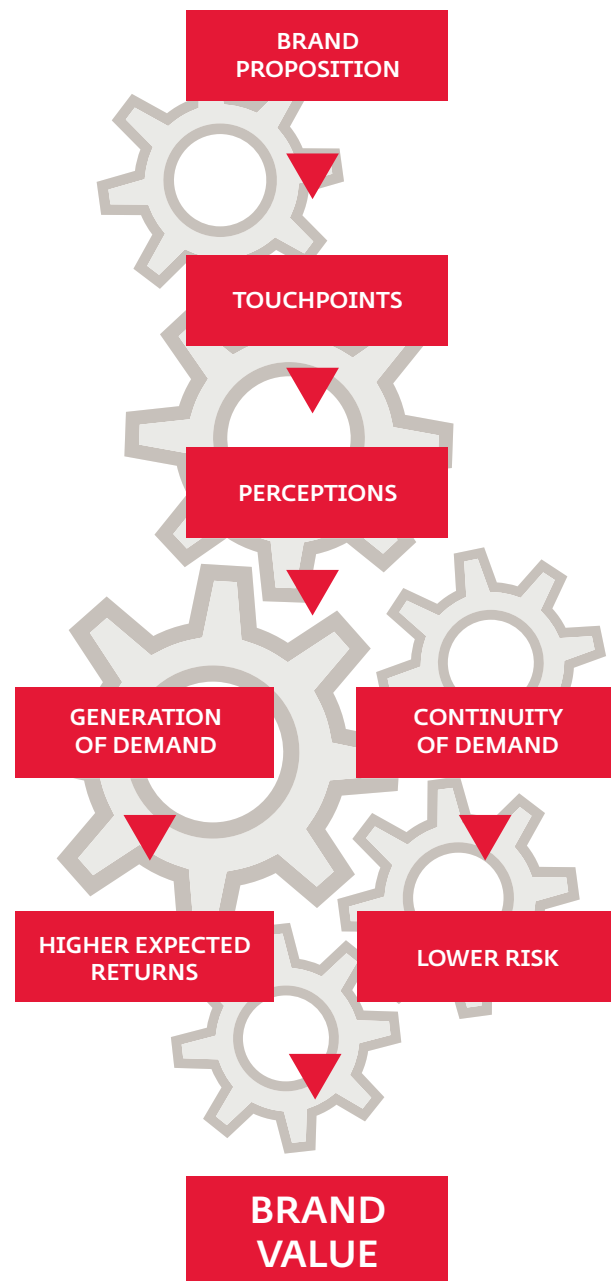 BRAND
PROPOSITION
TOUCHPOINTS
PERCEPTIONS
GENERATION
OF DEMAND
CONTINUITY
OF DEMAND
HIGHER EXPECTED
RETURNS
LOWER RISK
BRAND
VALUE